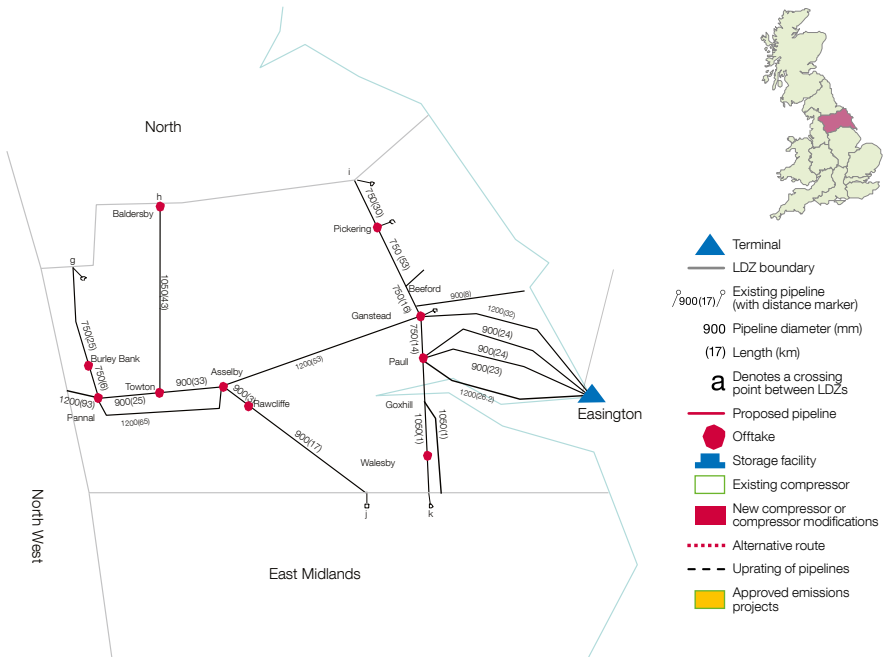 North
i
750(30)
h
Baldersby
Pickering
750 (53)
g
Beeford
1050(43)
750(16)
900(8)
Ganstead
1200(32)
750(25)
750(14)
900(24)
900(24)
Burley Bank
1200(53)
Paull
900(23)
750(6)
Asselby
Towton
900(33)
1200(26.2)
Easington
1200(93)
900(25)
Rawcliffe
Goxhill
Pannal
1200(65)
1050(1)
1050(1)
900(17)
Walesby
j
k
North West
East Midlands
Terminal
LDZ boundary
900(17)
Existing pipeline
(with distance marker)
900 Pipeline diameter (mm)
(17) Length (km)
a
Denotes a crossing
point between LDZs
Proposed pipeline
Offtake
Storage facility
Existing compressor
New compressor or
compressor modifications
Alternative route
Uprating of pipelines
Approved emissions
projects